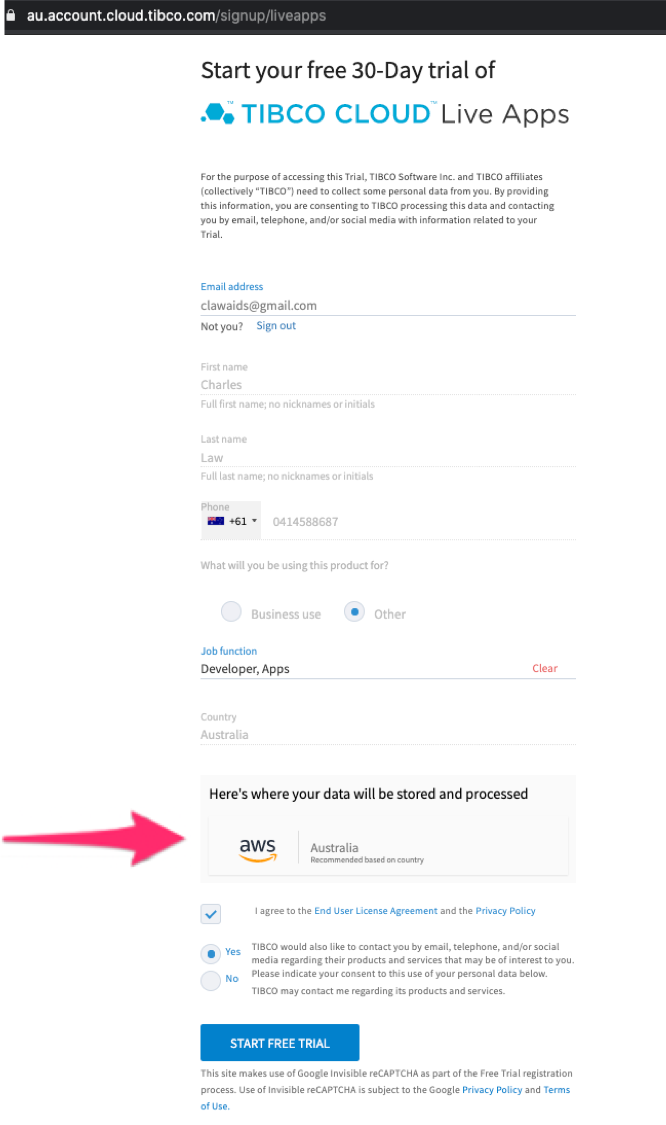 au.account.cloud.tibco.com/signup/liveapps
Start your free 30-Day trial of
TIBCO CLOUD™ Live Apps
For the purpose of accessing this Trial, TIBCO Software Inc. and TIBCO affiliates
(collectively "TIBCO") need to collect some personal data from you. By providing
this information, you are consenting to TIBCO processing this data and contacting
you by email, telephone, and/or social media with information related to your
Trial.
Email address
clawaids@gmail.com
Not you? Sign out
First name
Charles
Full first name; no nicknames or initials
Last name
Law
Full last name; no nicknames or initials
Phone
+61 0414588687
What will you be using this product for?
Business use Other
Job function
Developer, Apps Clear
Country
Australia
Here's where your data will be stored and processed
aws Australia
Recommended based on country
I agree to the End User License Agreement and the Privacy Policy
Yes TIBCO would also like to contact you by email, telephone, and/or social
media regarding their products and services that may be of interest to you.
No Please indicate your consent to this use of your personal data below.
TIBCO may contact me regarding its products and services.
START FREE TRIAL
This site makes use of Google Invisible reCAPTCHA as part of the Free Trial registration
process. Use of Invisible reCAPTCHA is subject to the Google Privacy Policy and Terms
of Use.